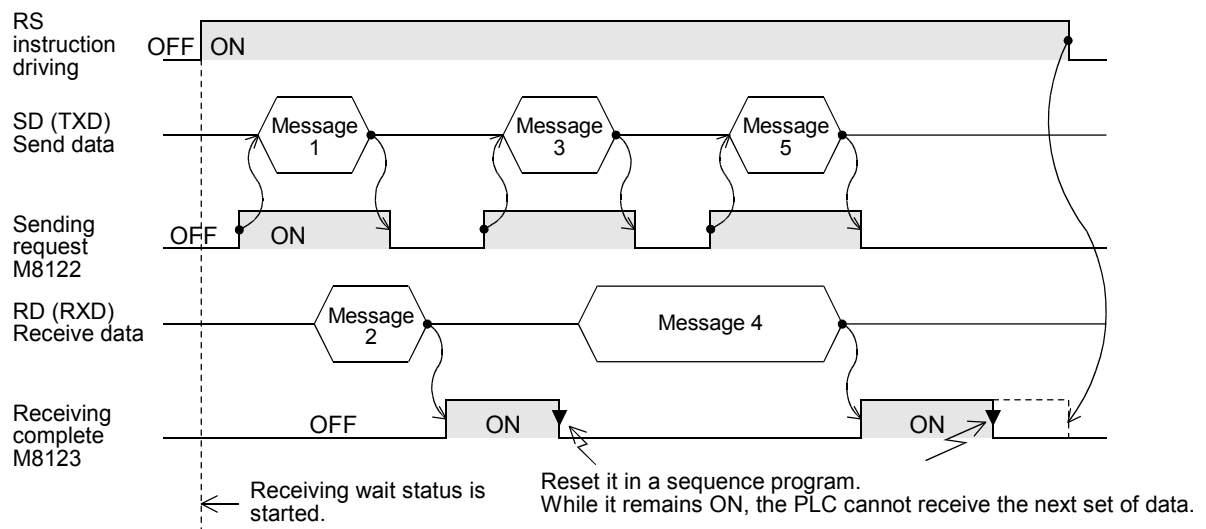 RS
instruction
driving
OFF
ON
SD (TXD)
Send data
Message
1
Message
3
Message
5
Sending
request
M8122
OFF
ON
RD (RXD)
Receive data
Message
2
Message 4
Receiving
complete
M8123
OFF
ON
ON
Receiving wait status is
started.
Reset it in a sequence program.
While it remains ON, the PLC cannot receive the next set of data.